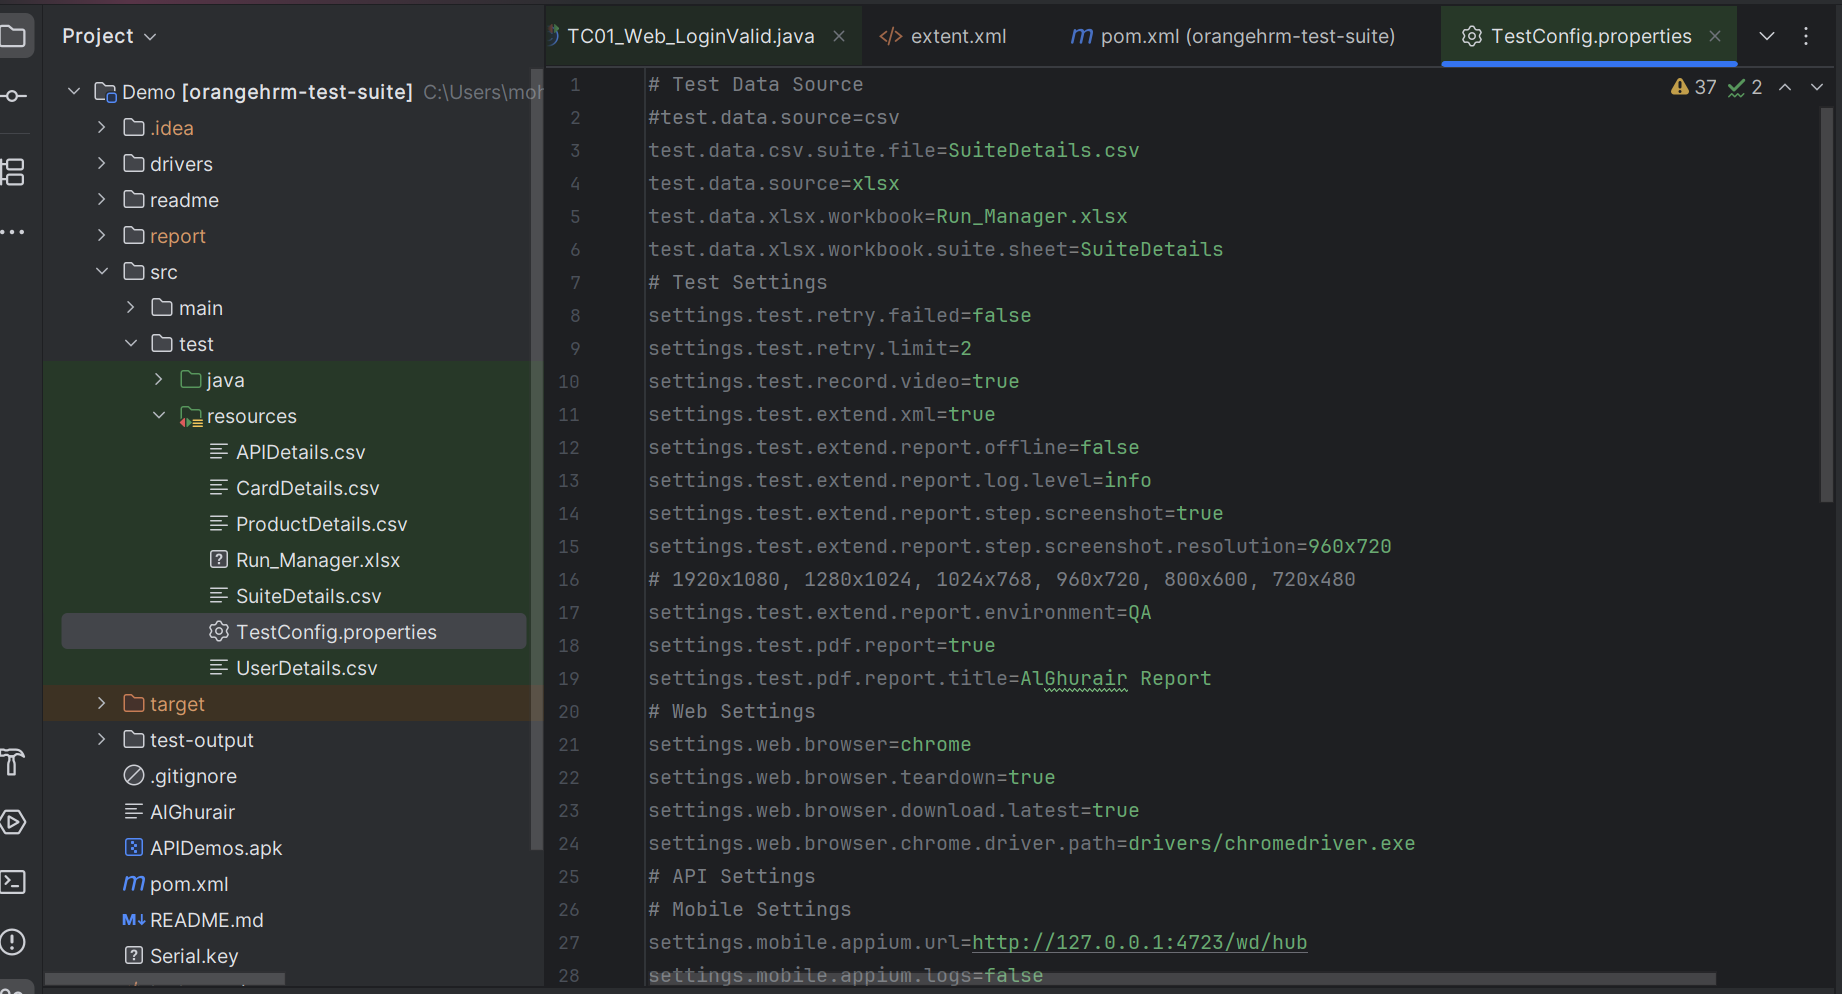 Project
TC01_Web_LoginValid.java
extent.xml
pom.xml (orangehrm-test-suite)
TestConfig.properties
Demo [orangehrm-test-suite] C:\Users\moh
.idea
drivers
readme
report
src
main
test
java
resources
APIDetails.csv
CardDetails.csv
ProductDetails.csv
Run_Manager.xlsx
SuiteDetails.csv
TestConfig.properties
UserDetails.csv
target
test-output
.gitignore
AlGhurair
APIDemos.apk
pom.xml
README.md
Serial.key
37 2
1 # Test Data Source
2 #test.data.source=csv
3 test.data.csv.suite.file=SuiteDetails.csv
4 test.data.source=xlsx
5 test.data.xlsx.workbook=Run_Manager.xlsx
6 test.data.xlsx.workbook.suite.sheet=SuiteDetails
7 # Test Settings
8 settings.test.retry.failed=false
9 settings.test.retry.limit=2
10 settings.test.record.video=true
11 settings.test.extend.xml=true
12 settings.test.extend.report.offline=false
13 settings.test.extend.report.log.level=info
14 settings.test.extend.report.step.screenshot=true
15 settings.test.extend.report.step.screenshot.resolution=960x720
16 # 1920x1080, 1280x1024, 1024x768, 960x720, 800x600, 720x480
17 settings.test.extend.report.environment=QA
18 settings.test.pdf.report=true
19 settings.test.pdf.report.title=AlGhurair Report
20 # Web Settings
21 settings.web.browser=chrome
22 settings.web.browser.teardown=true
23 settings.web.browser.download.latest=true
24 settings.web.browser.chrome.driver.path=drivers/chromedriver.exe
25 # API Settings
26 # Mobile Settings
27 settings.mobile.appium.url=http://127.0.0.1:4723/wd/hub
28 settings.mobile.appium.logs=false